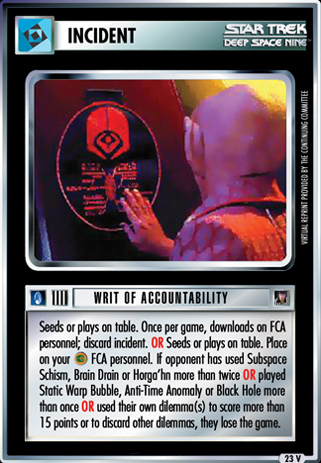 INCIDENT
STAR TREK
DEEP SPACE NINE
VIRTUAL REPRINT PROVIDED BY THE CONTINUING COMMITTEE
WRIT OF ACCOUNTABILITY
Seeds or plays on table. Once per game, downloads on FCA
personnel; discard incident. OR Seeds or plays on table. Place
on your FCA personnel. If opponent has used Subspace
Schism, Brain Drain or Horga'hn more than twice OR played
Static Warp Bubble, Anti-Time Anomaly or Black Hole more
than once OR used their own dilemma(s) to score more than
15 points or to discard other dilemmas, they lose the game.
23 V